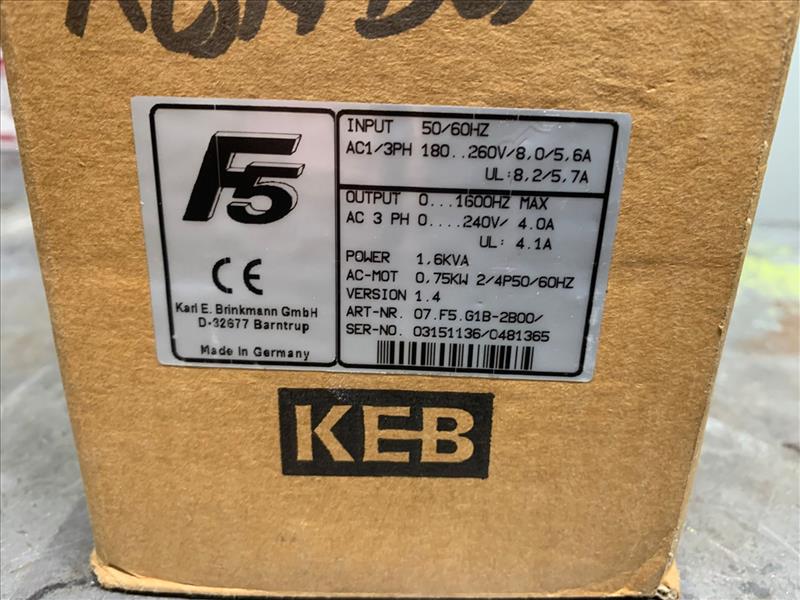 F5
CE
Karl E. Brinkmann GmbH
D-32677 Barntrup
Made in Germany
INPUT 50/60HZ
AC1/3PH 180..260V/8,0/5,6A
UL:8,2/5,7A
OUTPUT 0...1600HZ MAX
AC 3 PH 0....240V/ 4.0A
UL: 4.1A
POWER 1,6KVA
AC-MOT 0,75KW 2/4P50/60HZ
VERSION 1.4
ART-NR. 07.F5.G1B-2B00/
SER-NO. 03151136/0481365
KEB